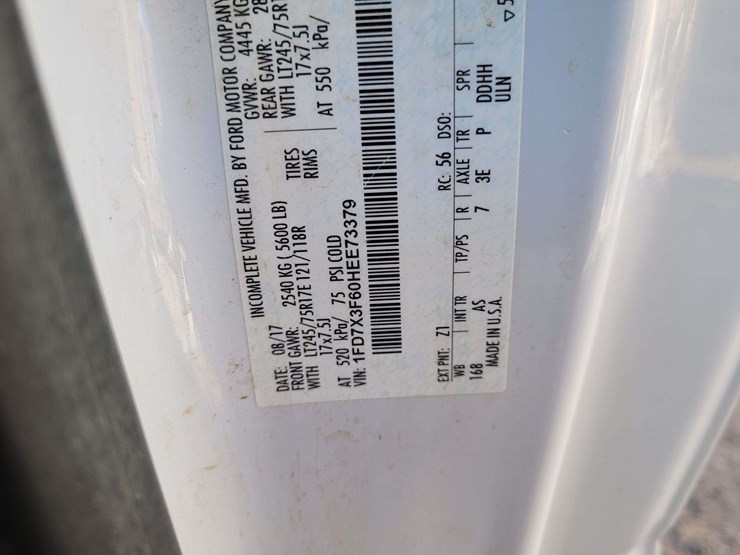 INCOMPLETE VEHICLE MFD. BY FORD MOTOR COMPANY
DATE: 08/17 GVWR: 4445 KG
FRONT GAWR: 2540 KG (5600 LB) REAR GAWR: 28
WITH LT245/75R17E 121/118R TIRES WITH LT245/75R1
17x7.5J RIMS 17x7.5J
AT 520 kPa/ 75 PSI COLD AT 550 kPa/
VIN: 1FD7X3F60HEE73379
EXT PNT: Z1 RC: 56 DSO:
WB INT TR TP/PS R AXLE TR SPR
168 AS 7 3E P DDHH
MADE IN U.S.A. ULN